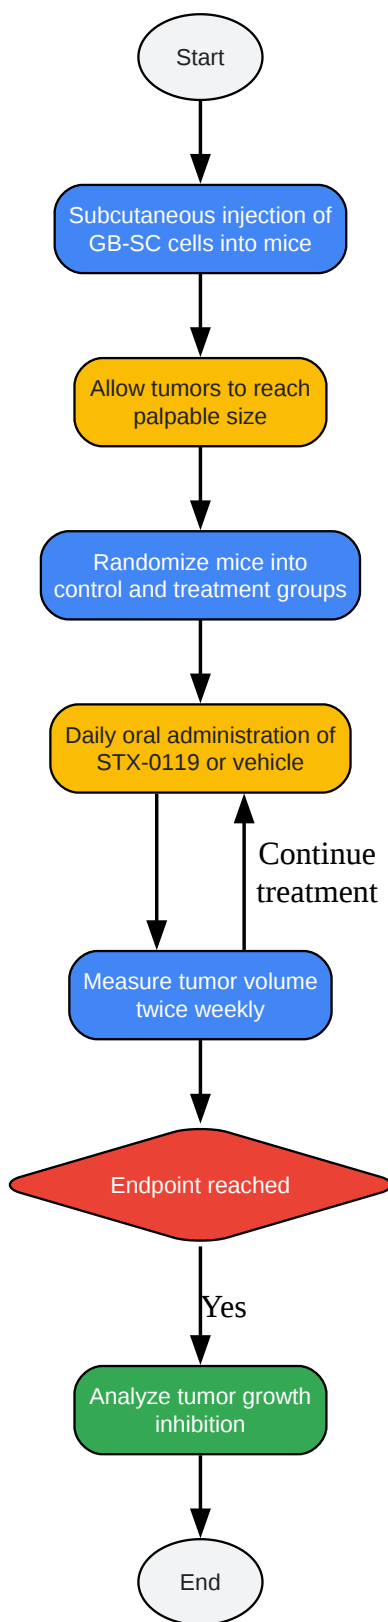 Start
Subcutaneous injection of
GB-SC cells into mice
Allow tumors to reach
palpable size
Randomize mice into
control and treatment groups
Daily oral administration of
STX-0119 or vehicle
Continue
treatment
Measure tumor volume
twice weekly
Endpoint reached
Yes
Analyze tumor growth
inhibition
End